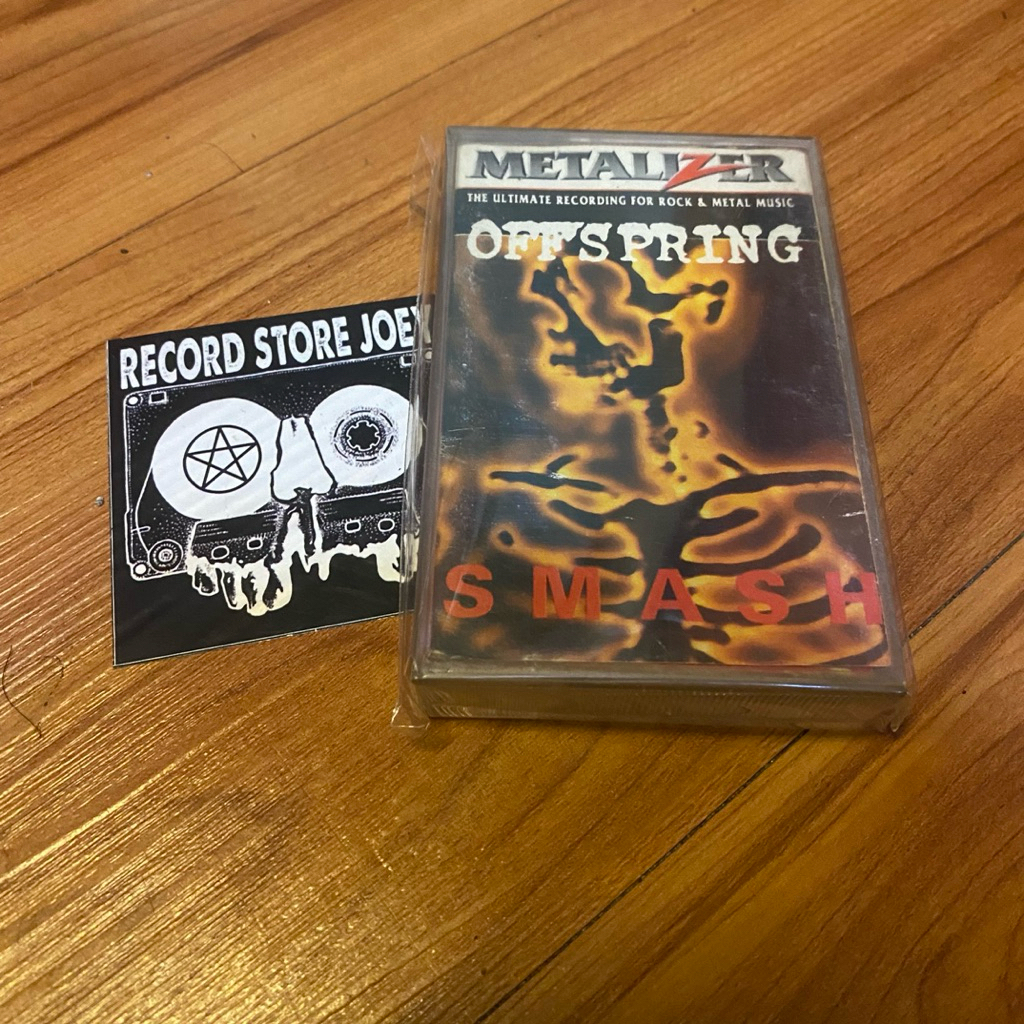 METALIZER
THE ULTIMATE RECORDING FOR ROCK & METAL MUSIC
OFFSPRING
SMASH
RECORD STORE JOEX